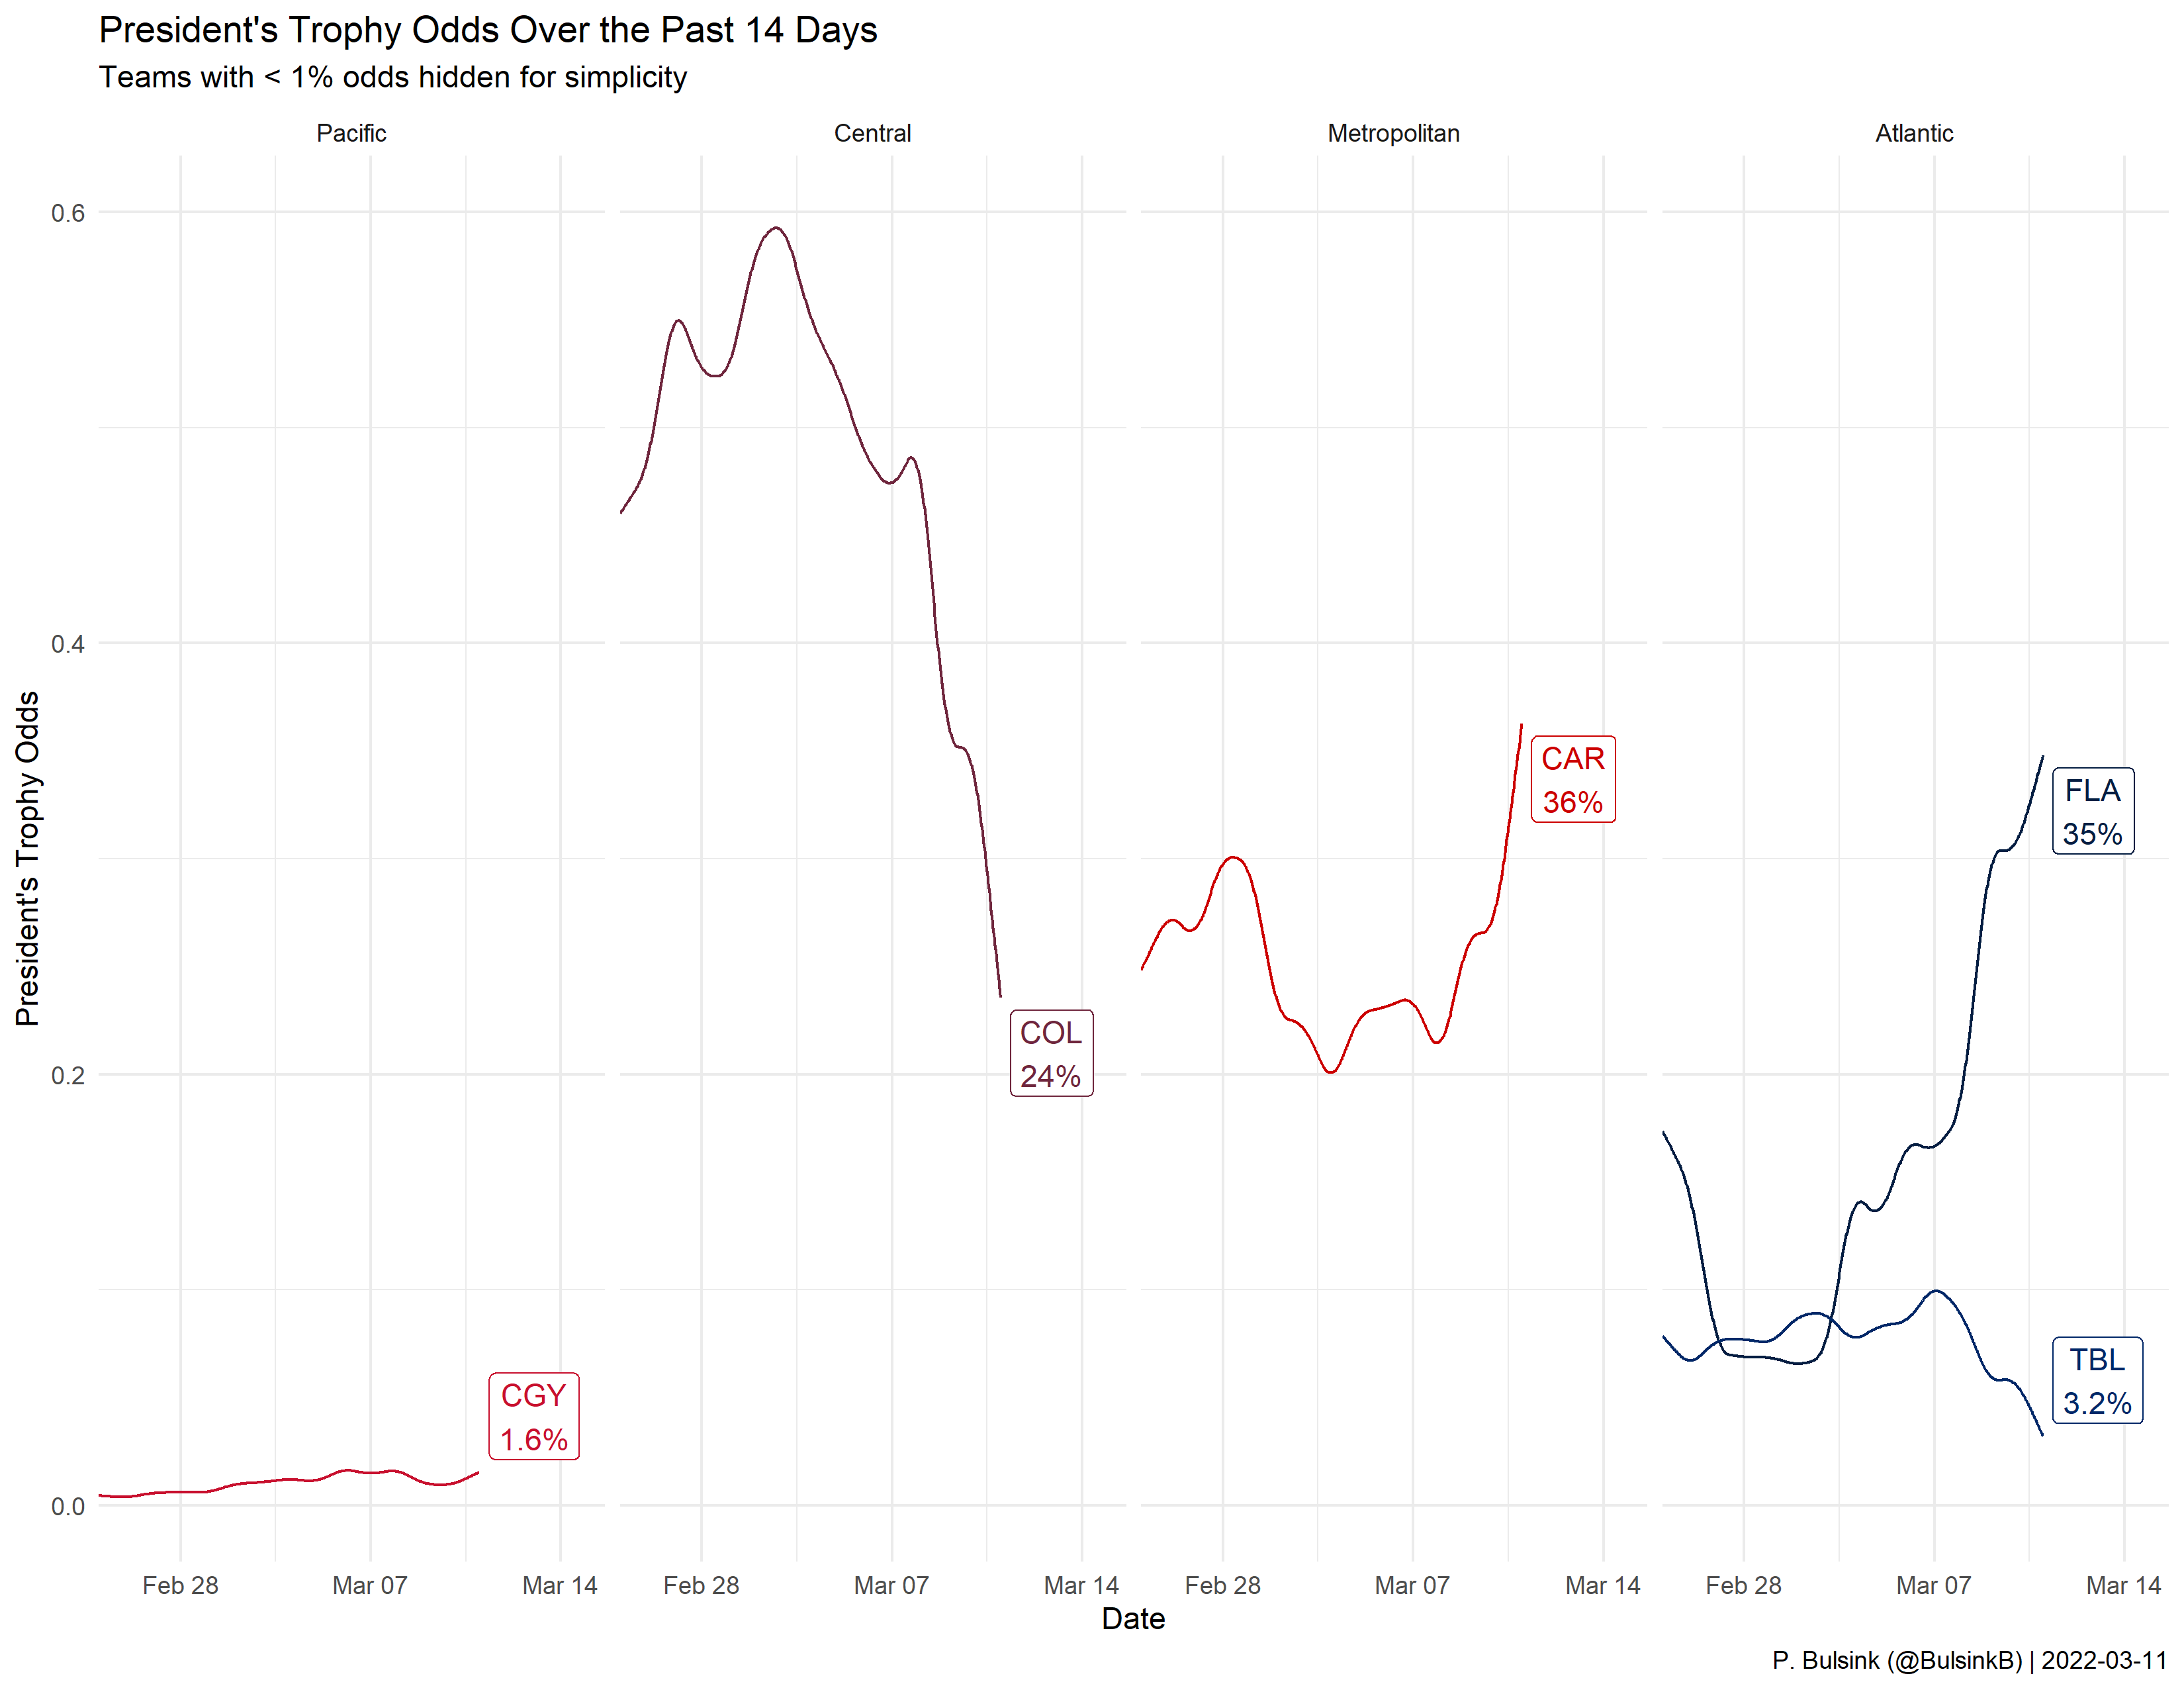 President's Trophy Odds Over the Past 14 Days
Teams with < 1% odds hidden for simplicity
Pacific
Central
Metropolitan
Atlantic
President's Trophy Odds
0.6
0.4
0.2
0.0
CGY
1.6%
COL
24%
CAR
36%
FLA
35%
TBL
3.2%
Feb 28 Mar 07 Mar 14
Feb 28 Mar 07 Mar 14
Feb 28 Mar 07 Mar 14
Feb 28 Mar 07 Mar 14
Date
P. Bulsink (@BulsinkB) | 2022-03-11